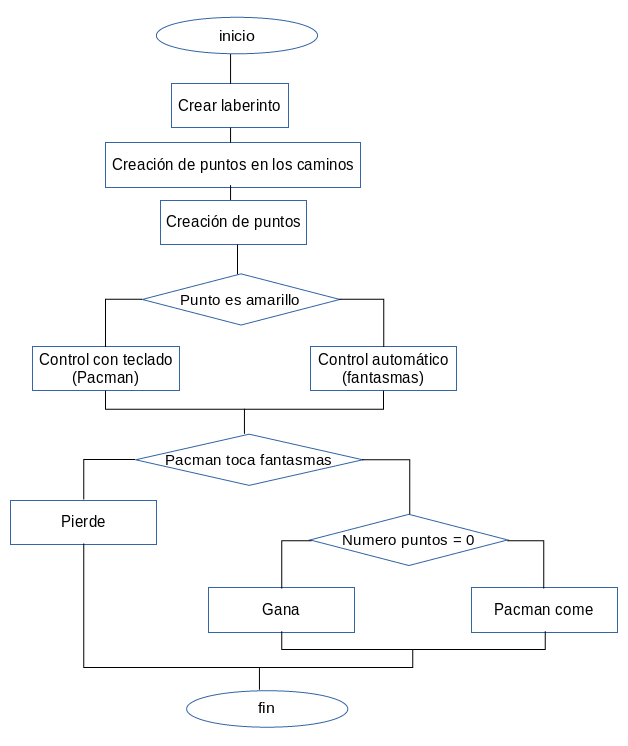 inicio
Crear laberinto
Creación de puntos en los caminos
Creación de puntos
Punto es amarillo
Control con teclado
(Pacman)
Control automático
(fantasmas)
Pacman toca fantasmas
Pierde
Numero puntos = 0
Gana
Pacman come
fin